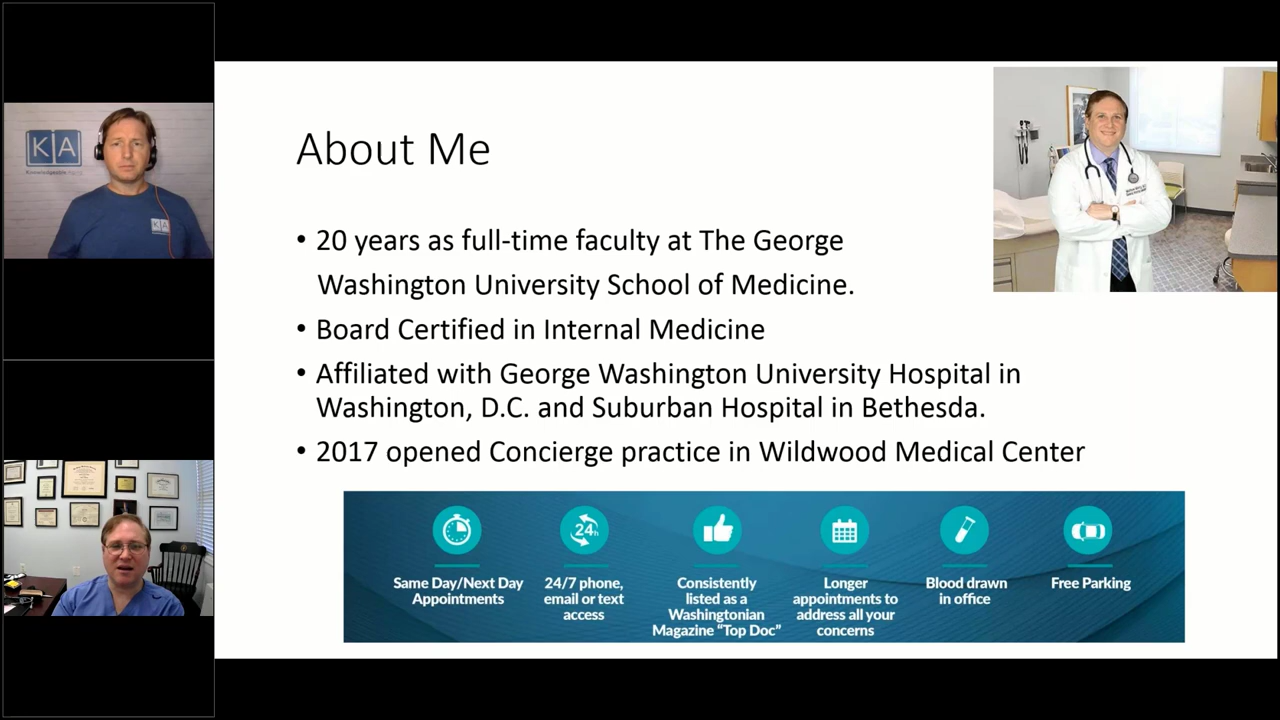 K|A
About Me
• 20 years as full-time faculty at The George
Washington University School of Medicine.
• Board Certified in Internal Medicine
• Affiliated with George Washington University Hospital in
Washington, D.C. and Suburban Hospital in Bethesda.
• 2017 opened Concierge practice in Wildwood Medical Center
Same Day/Next Day
Appointments
24h
24/7 phone,
email or text
access
Consistently
listed as a
Washingtonian
Magazine “Top Doc”
Longer
appointments to
address all your
concerns
Blood drawn
in office
Free Parking